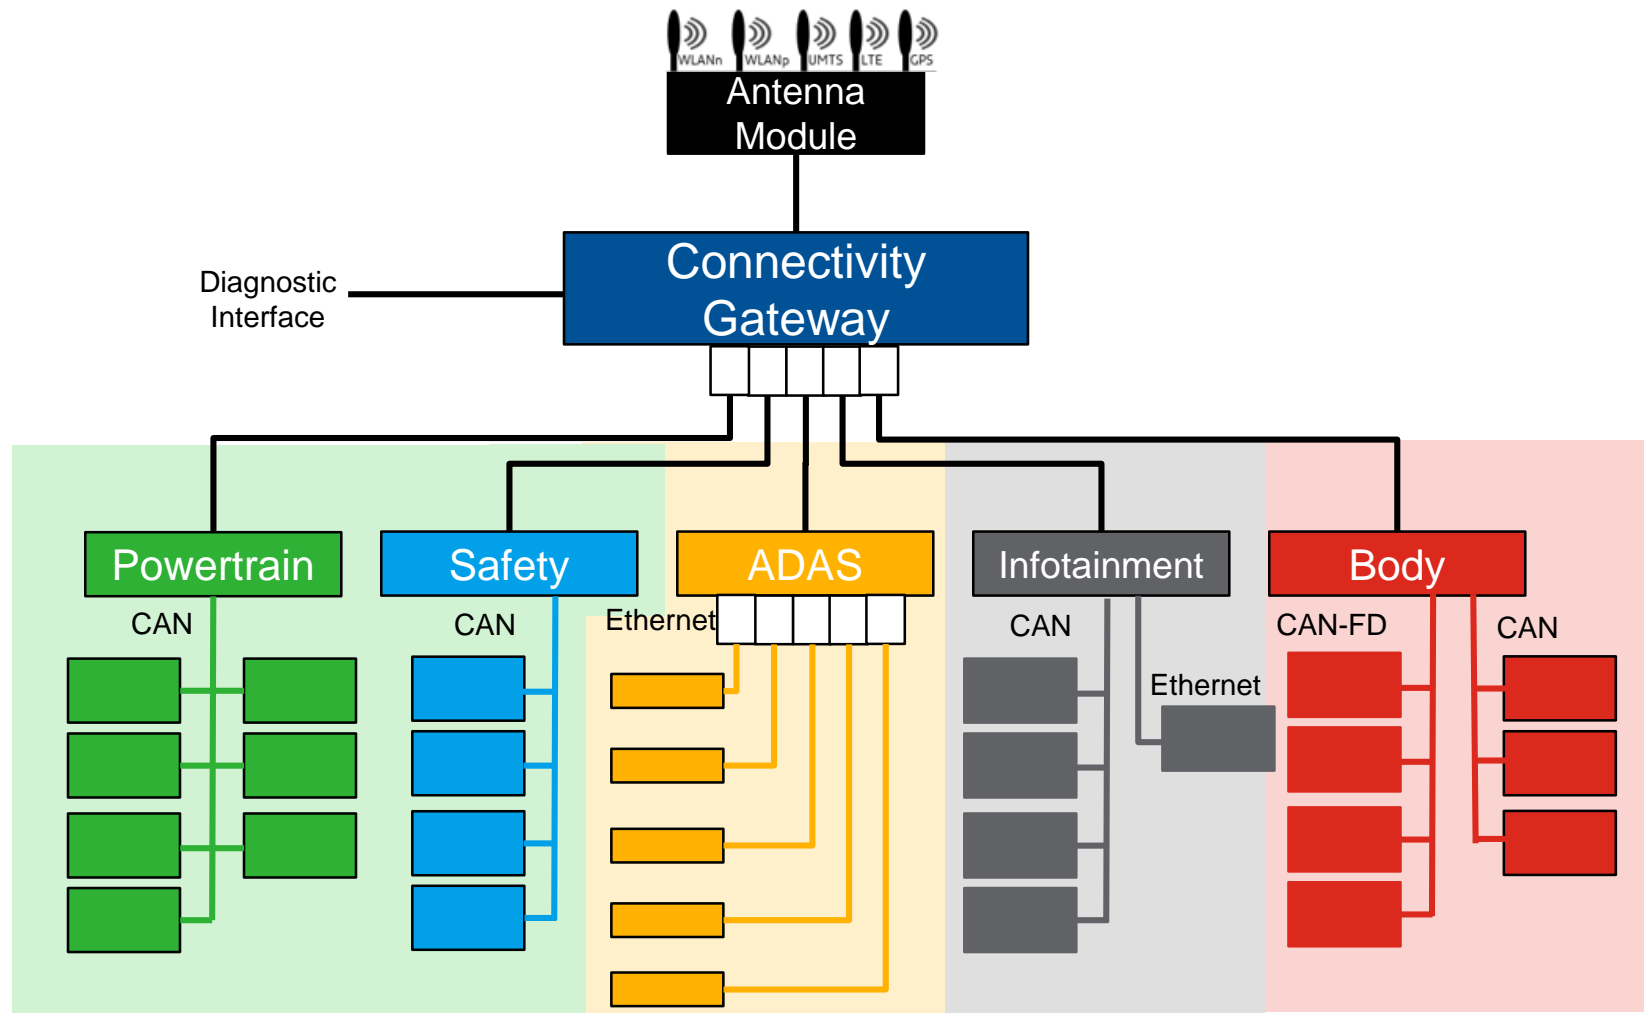 WLANn WLANp UMTS LTE GPS
Antenna
Module
Connectivity
Gateway
Diagnostic
Interface
Powertrain
Safety
ADAS
Infotainment
Body
CAN
CAN
Ethernet
CAN
Ethernet
CAN-FD
CAN